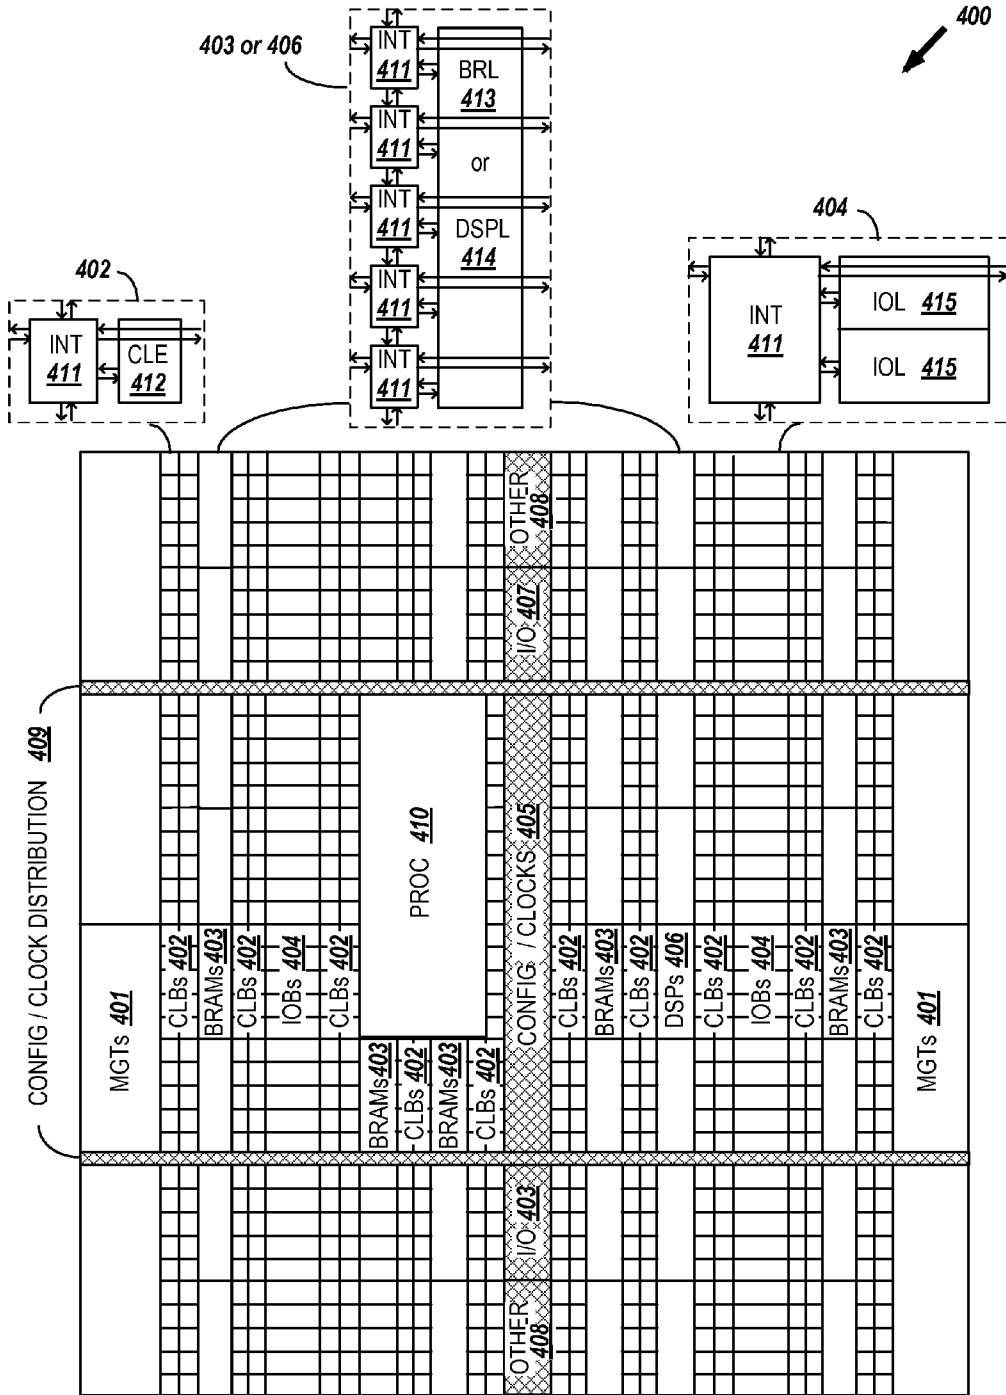 400
403 or 406
INT
411
INT
411
INT
411
INT
411
INT
411
BRL
413
or
DSPL
414
402
INT
411
CLE
412
404
INT
411
IOL 415
IOL 415
CONFIG / CLOCK DISTRIBUTION 409
MGTs 401
CLBs 402
BRAMs 403
CLBs 402
IOBs 404
CLBs 402
BRAMs 403
CLBs 402
BRAMs 403
CLBs 402
PROC 410
OTHER 408
I/O 407
CONFIG / CLOCKS 405
I/O 403
OTHER 408
CLBs 402
BRAMs 403
CLBs 402
DSPs 406
CLBs 402
IOBs 404
CLBs 402
BRAMs 403
CLBs 402
MGTs 401